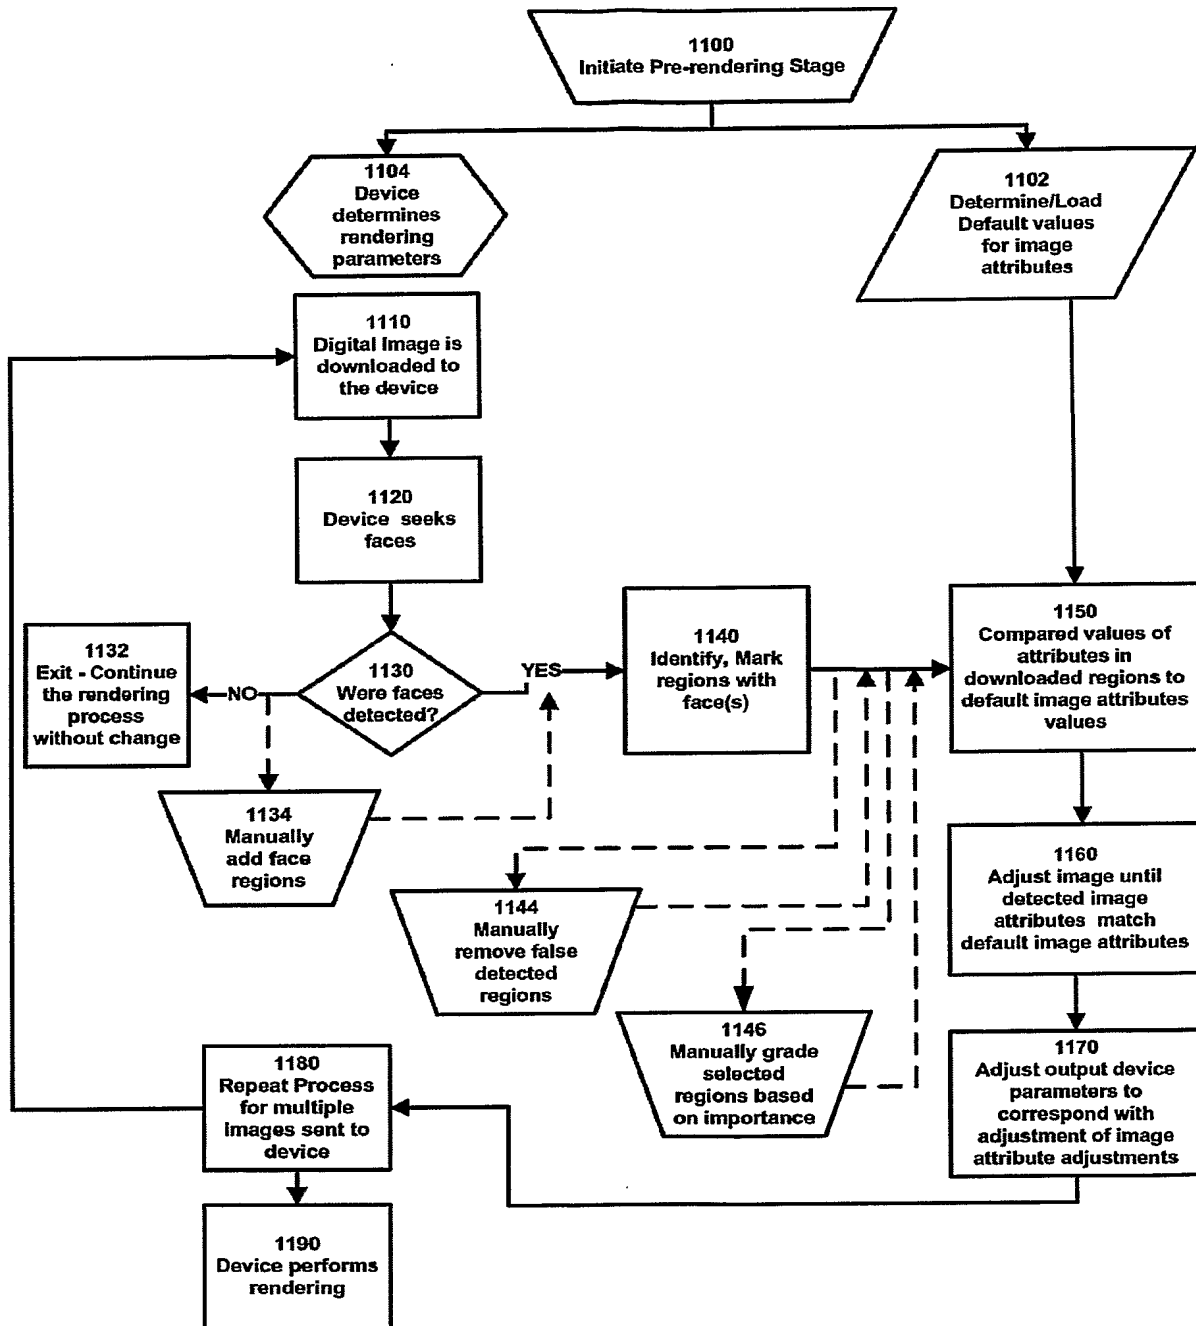 1100
Initiate Pre-rendering Stage
1104
Device
determines
rendering
parameters
1102
Determine/Load
Default values
for image
attributes
1110
Digital Image is
downloaded to
the device
1120
Device seeks
faces
1130
Were faces
detected?
NO
YES
1132
Exit - Continue
the rendering
process
without change
1134
Manually
add face
regions
1140
Identify, Mark
regions with
face(s)
1144
Manually
remove false
detected
regions
1146
Manually grade
selected
regions based
on importance
1150
Compared values of
attributes in
downloaded regions to
default image attributes
values
1160
Adjust image until
detected image
attributes match
default image attributes
1170
Adjust output device
parameters to
correspond with
adjustment of image
attribute adjustments
1180
Repeat Process
for multiple
images sent to
device
1190
Device performs
rendering